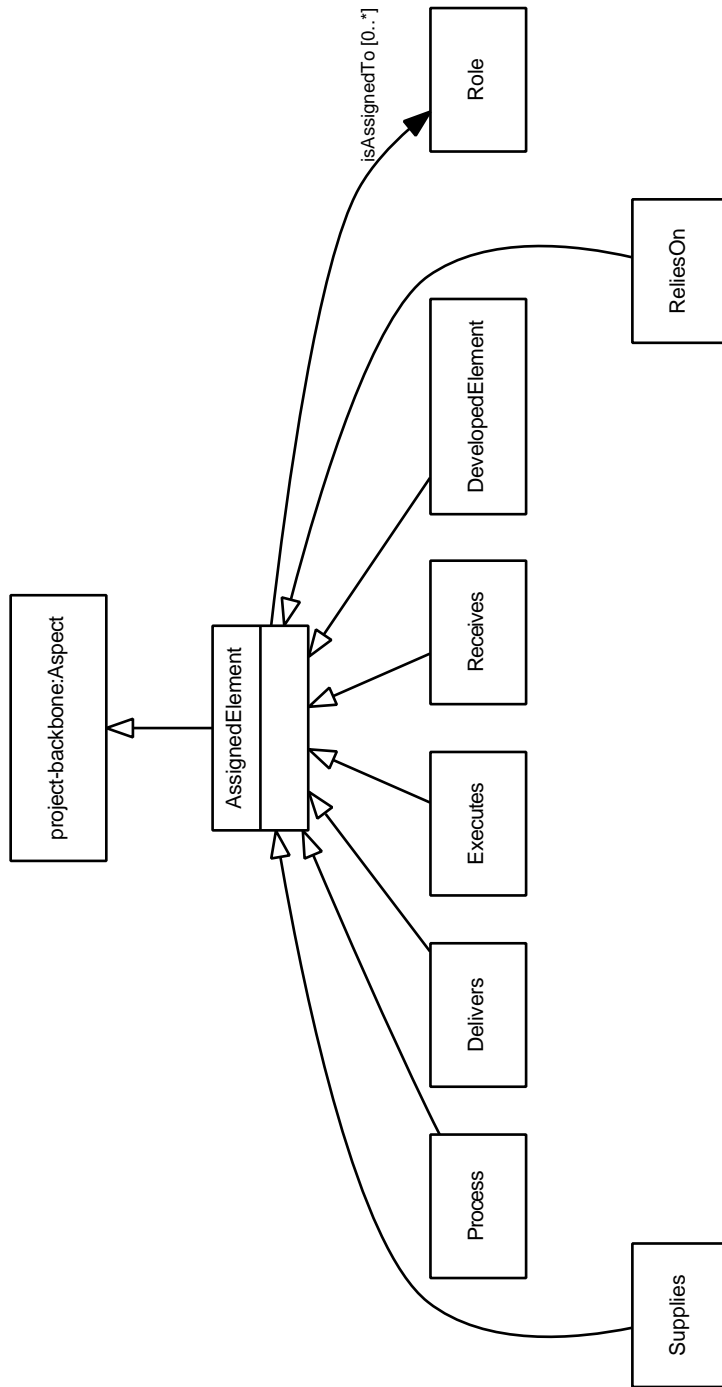 project-backbone:Aspect
AssignedElement
isAssignedTo [0..*]
Process
Delivers
Executes
Receives
DevelopedElement
Role
Supplies
ReliesOn